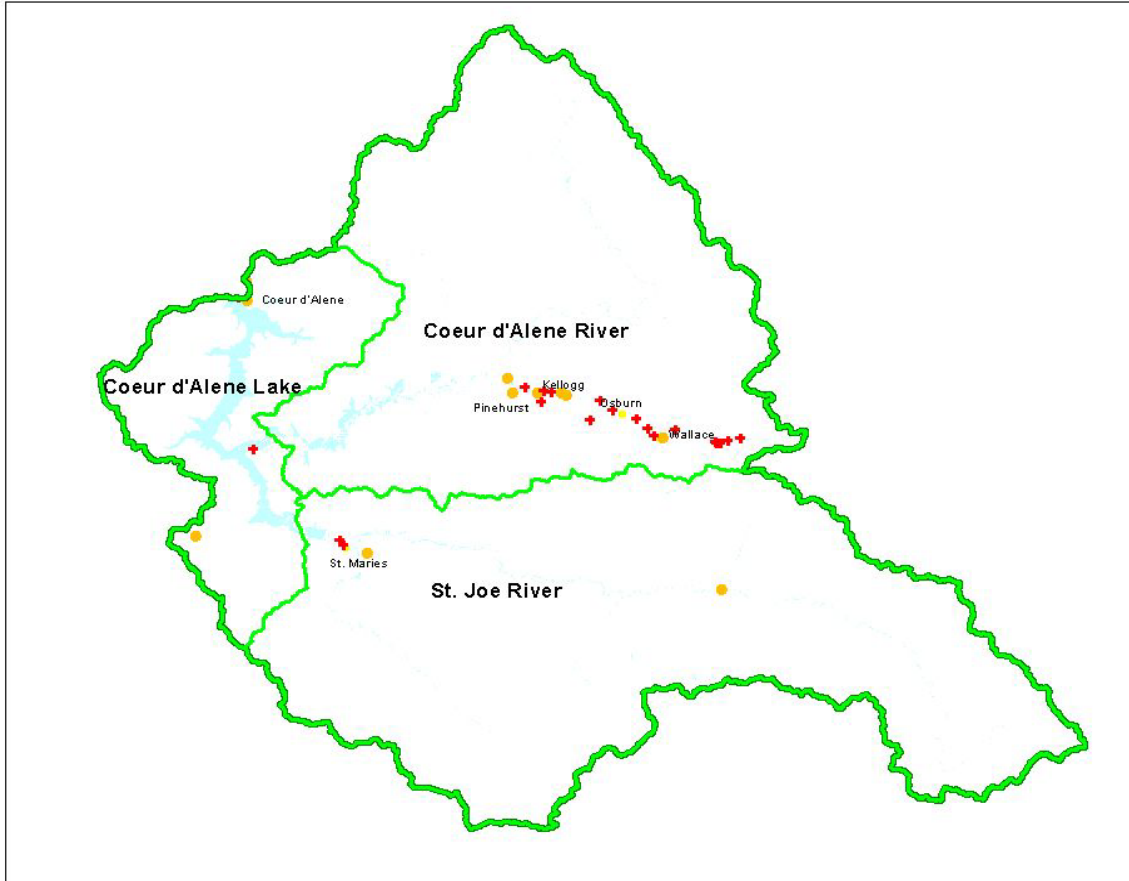 Coeur d'Alene
Coeur d'Alene River
Coeur d'Alene Lake
Kellogg
Pinehurst
Osburn
Wallace
St. Maries
St. Joe River